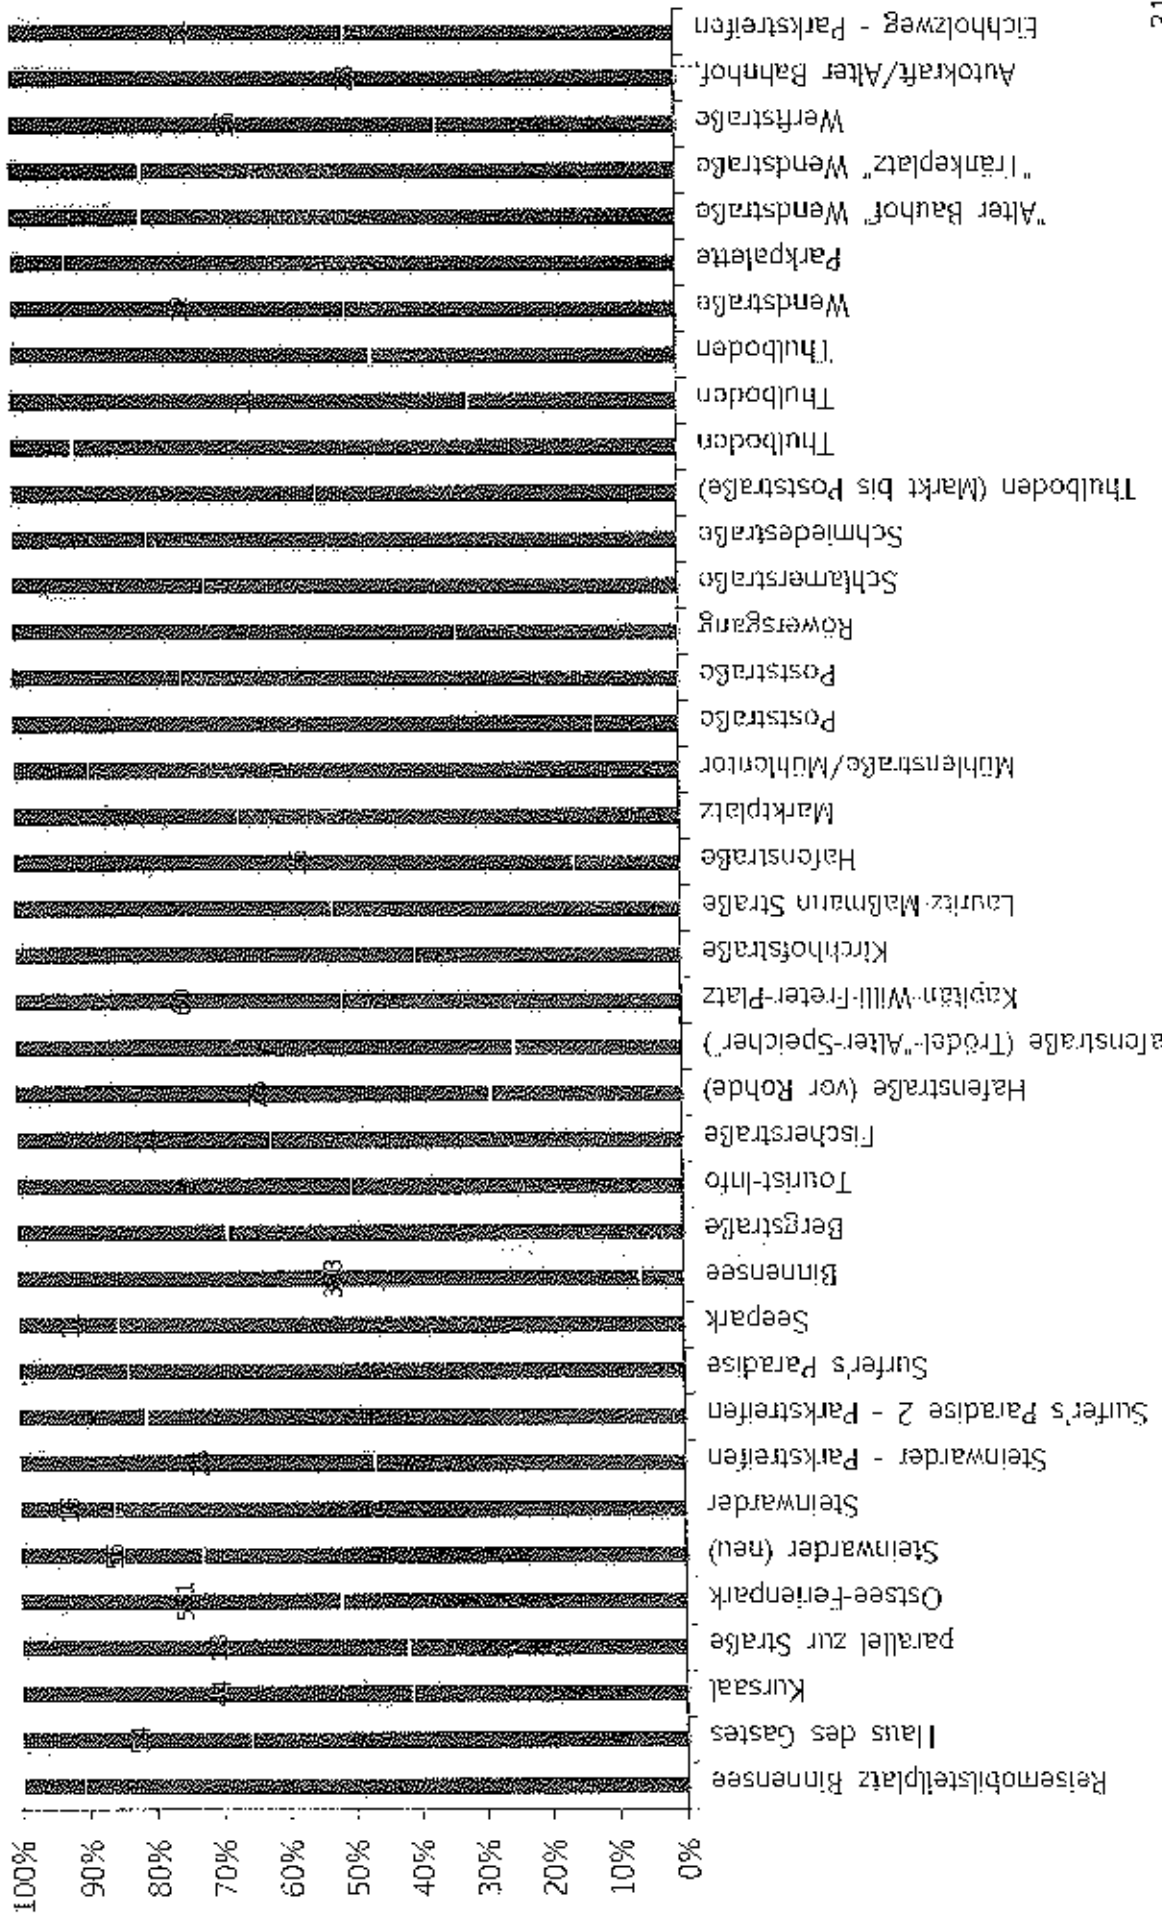 Eichholzweg - Parkstreifen
Autokraft/Alter Bahnhof,
Werftstraße
"Tränkeplatz" Wendstraße
"Alter Bauhof" Wendstraße
Parkpalette
Wendstraße
Thulboden
Thulboden
Thulboden
Thulboden (Markt bis Poststraße)
Schmiedestraße
Schlamerstraße
Röwersgang
Poststraße
Poststraße
Mühlenstraße/Mühlentor
Marktplatz
Hafenstraße
Lauritz-Maßmann Straße
Kirchhofstraße
Kapitän-Willi-Freter-Platz
afenstraße (Trödel-"Alter-Speicher")
Hafenstraße (vor Rohde)
Fischerstraße
Tourist-Info
Bergstraße
Binnensee
Seepark
Surfer's Paradise
Surfer's Paradise 2 - Parkstreifen
Steinwarder - Parkstreifen
Steinwarder
Steinwarder (neu)
Ostsee-Ferienpark
parallel zur Straße
Kursaal
Haus des Gastes
Reisemobilstellplatz Binnensee
100%
90%
80%
70%
60%
50%
40%
30%
20%
10%
0%